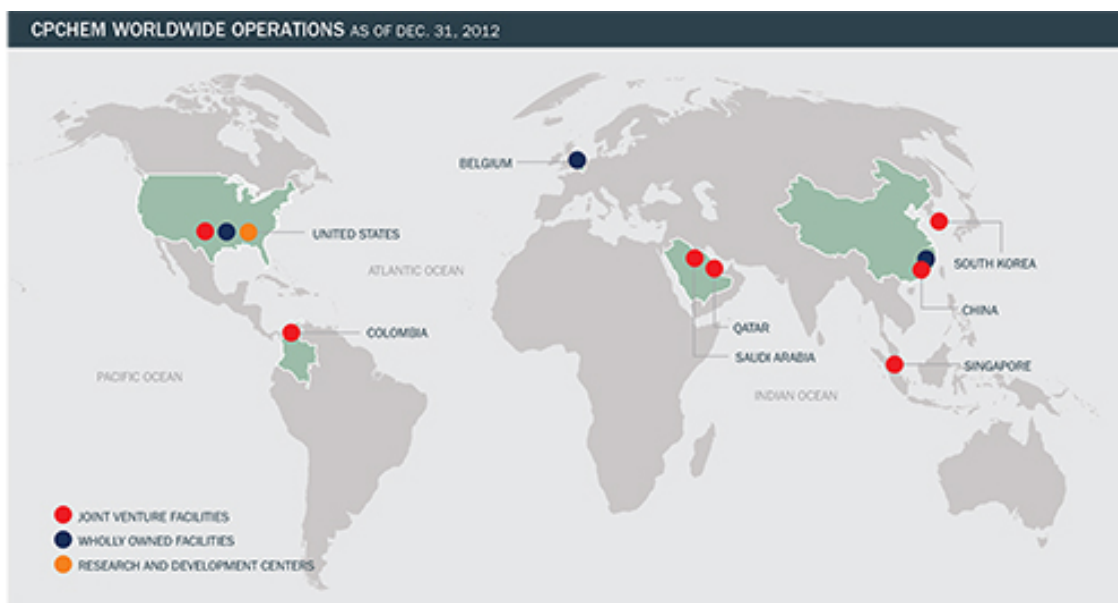 CPCHEM WORLDWIDE OPERATIONS AS OF DEC. 31, 2012
BELGIUM
UNITED STATES
ATLANTIC OCEAN
SOUTH KOREA
CHINA
COLOMBIA
QATAR
SAUDI ARABIA
SINGAPORE
PACIFIC OCEAN
INDIAN OCEAN
JOINT VENTURE FACILITIES
WHOLLY OWNED FACILITIES
RESEARCH AND DEVELOPMENT CENTERS